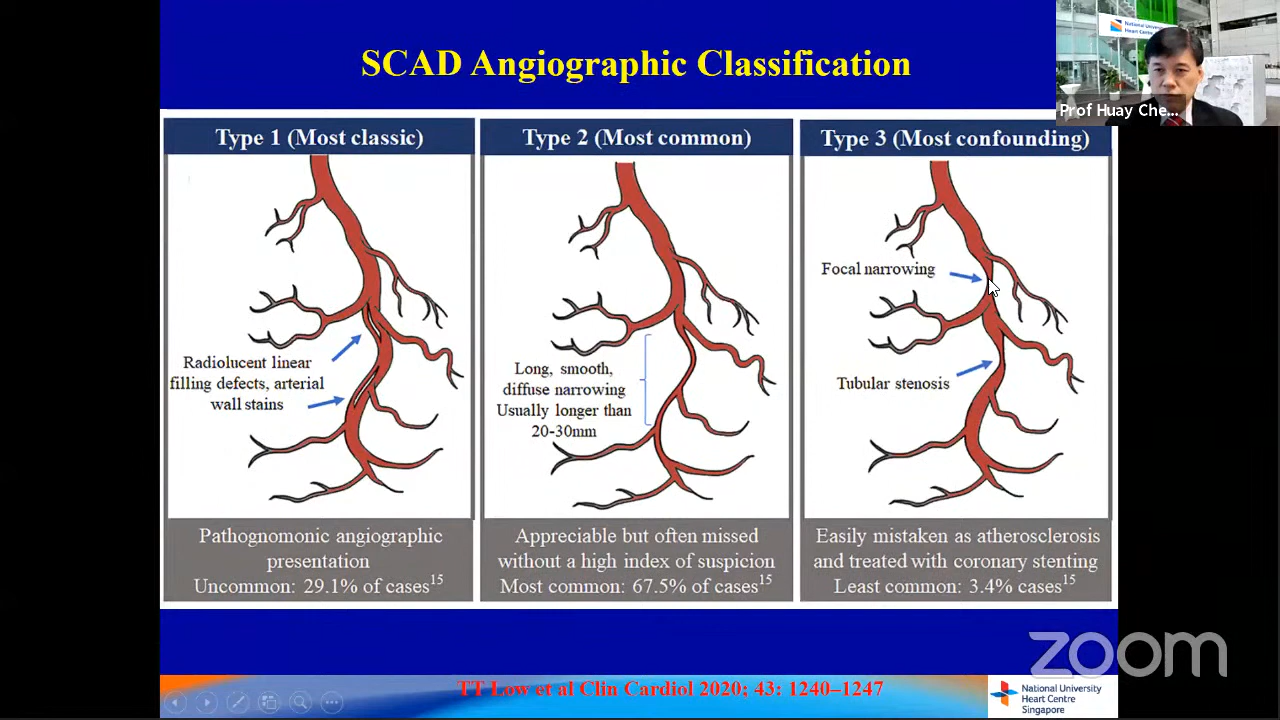 SCAD Angiographic Classification
National Univers
Heart Centre
Prof Huay Che...
Type 1 (Most classic)
Radiolucent linear
filling defects, arterial
wall stains
Pathognomonic angiographic
presentation
Uncommon: 29.1% of cases15
Type 2 (Most common)
Long, smooth,
diffuse narrowing
Usually longer than
20-30mm
Appreciable but often missed
without a high index of suspicion
Most common: 67.5% of cases15
Type 3 (Most confounding)
Focal narrowing
Tubular stenosis
Easily mistaken as atherosclerosis
and treated with coronary stenting
Least common: 3.4% cases15
zoom
TT Low et al Clin Cardiol 2020; 43: 1240–1247
National University
Heart Centre
Singapore